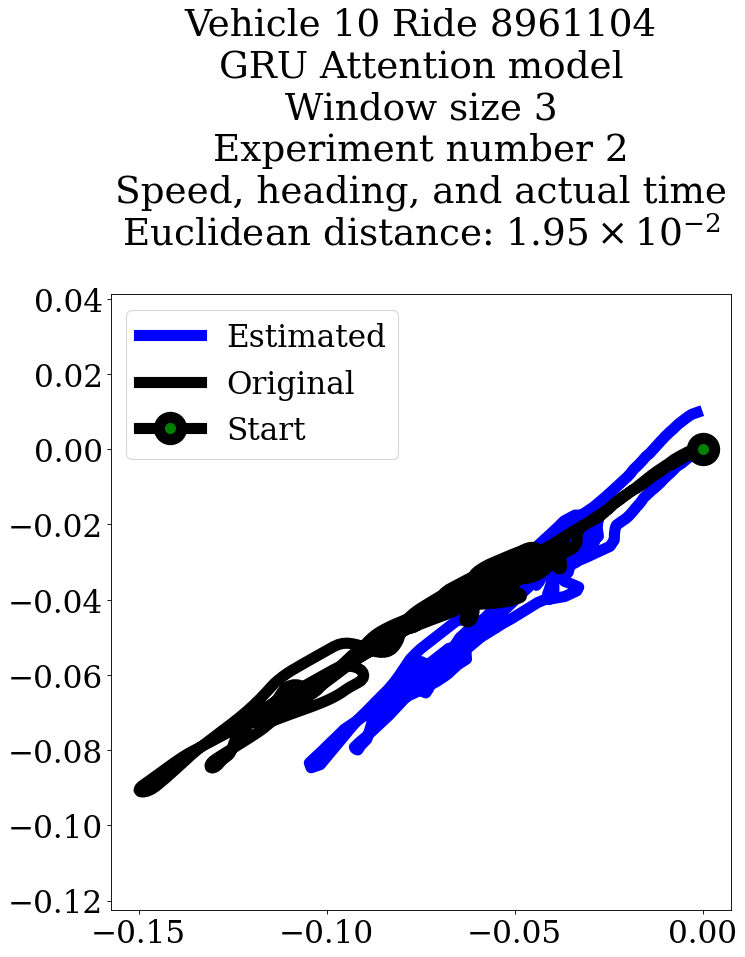 Vehicle 10 Ride 8961104
GRU Attention model
Window size 3
Experiment number 2
Speed, heading, and actual time
Euclidean distance: $1.95 \times 10^{-2}$
Estimated
Original
Start
0.04
0.02
0.00
−0.02
−0.04
−0.06
−0.08
−0.10
−0.12
−0.15
−0.10
−0.05
0.00